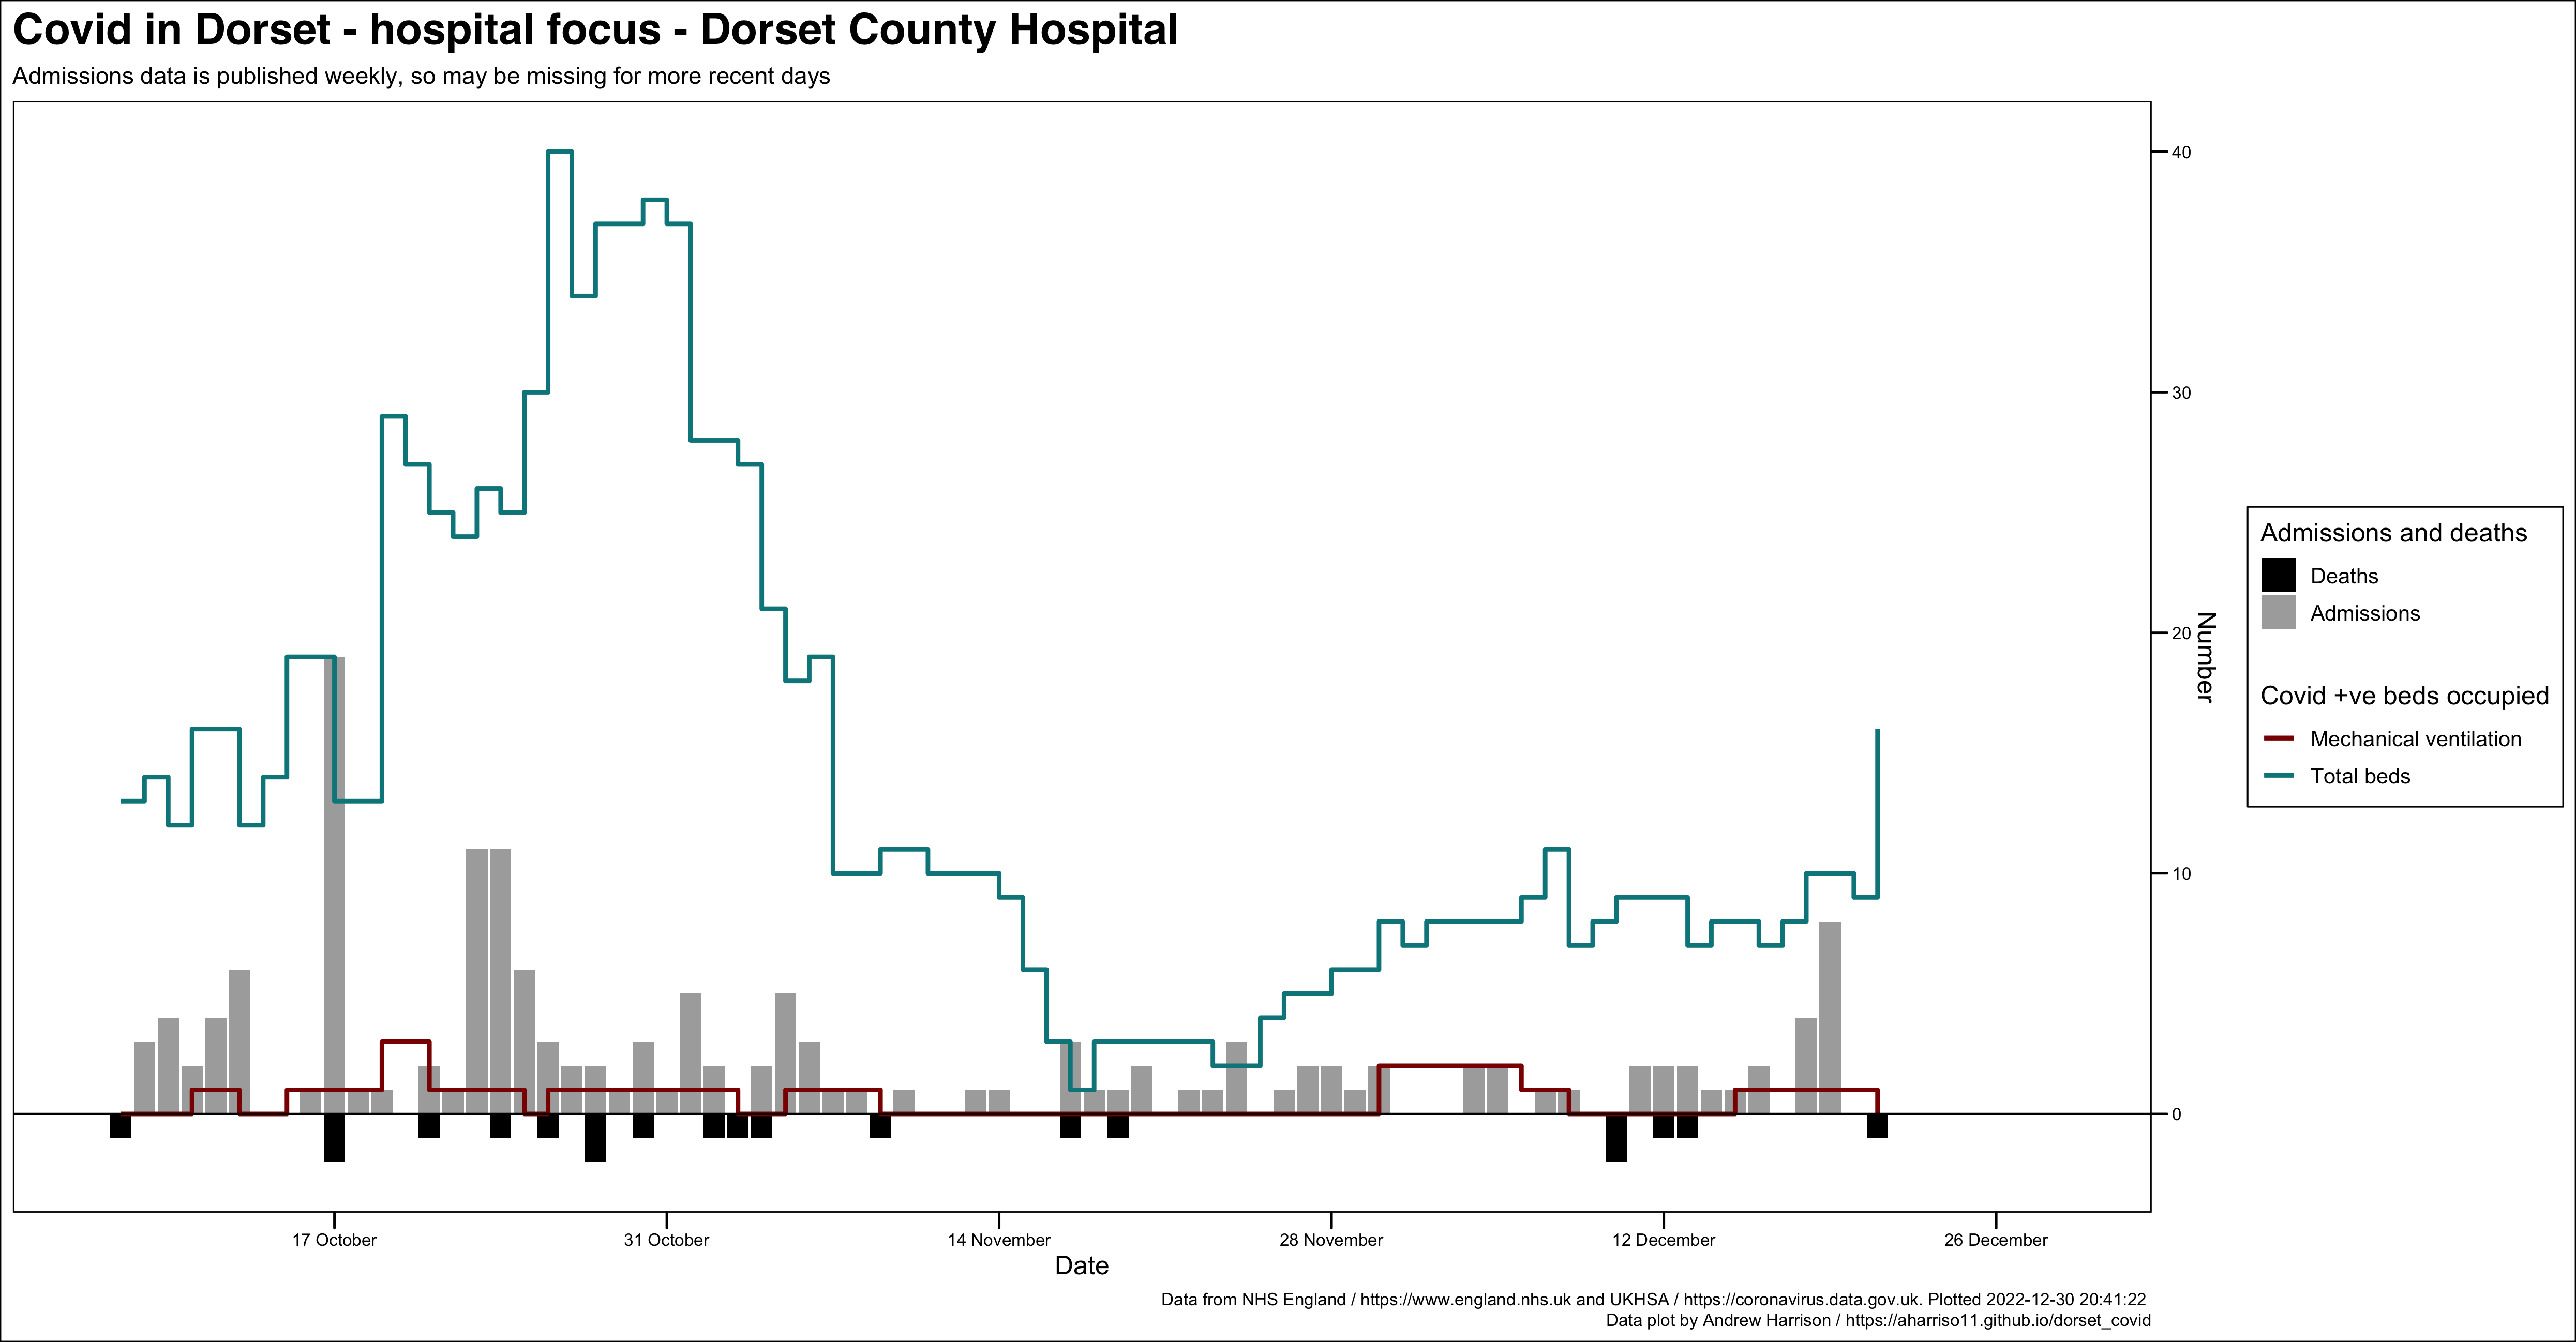 Covid in Dorset - hospital focus - Dorset County Hospital
Admissions data is published weekly, so may be missing for more recent days
40
30
20
10
0
Number
Admissions and deaths
Deaths
Admissions
Covid +ve beds occupied
Mechanical ventilation
Total beds
17 October
31 October
14 November
28 November
12 December
26 December
Date
Data from NHS England / https://www.england.nhs.uk and UKHSA / https://coronavirus.data.gov.uk. Plotted 2022-12-30 20:41:22
Data plot by Andrew Harrison / https://aharriso11.github.io/dorset_covid